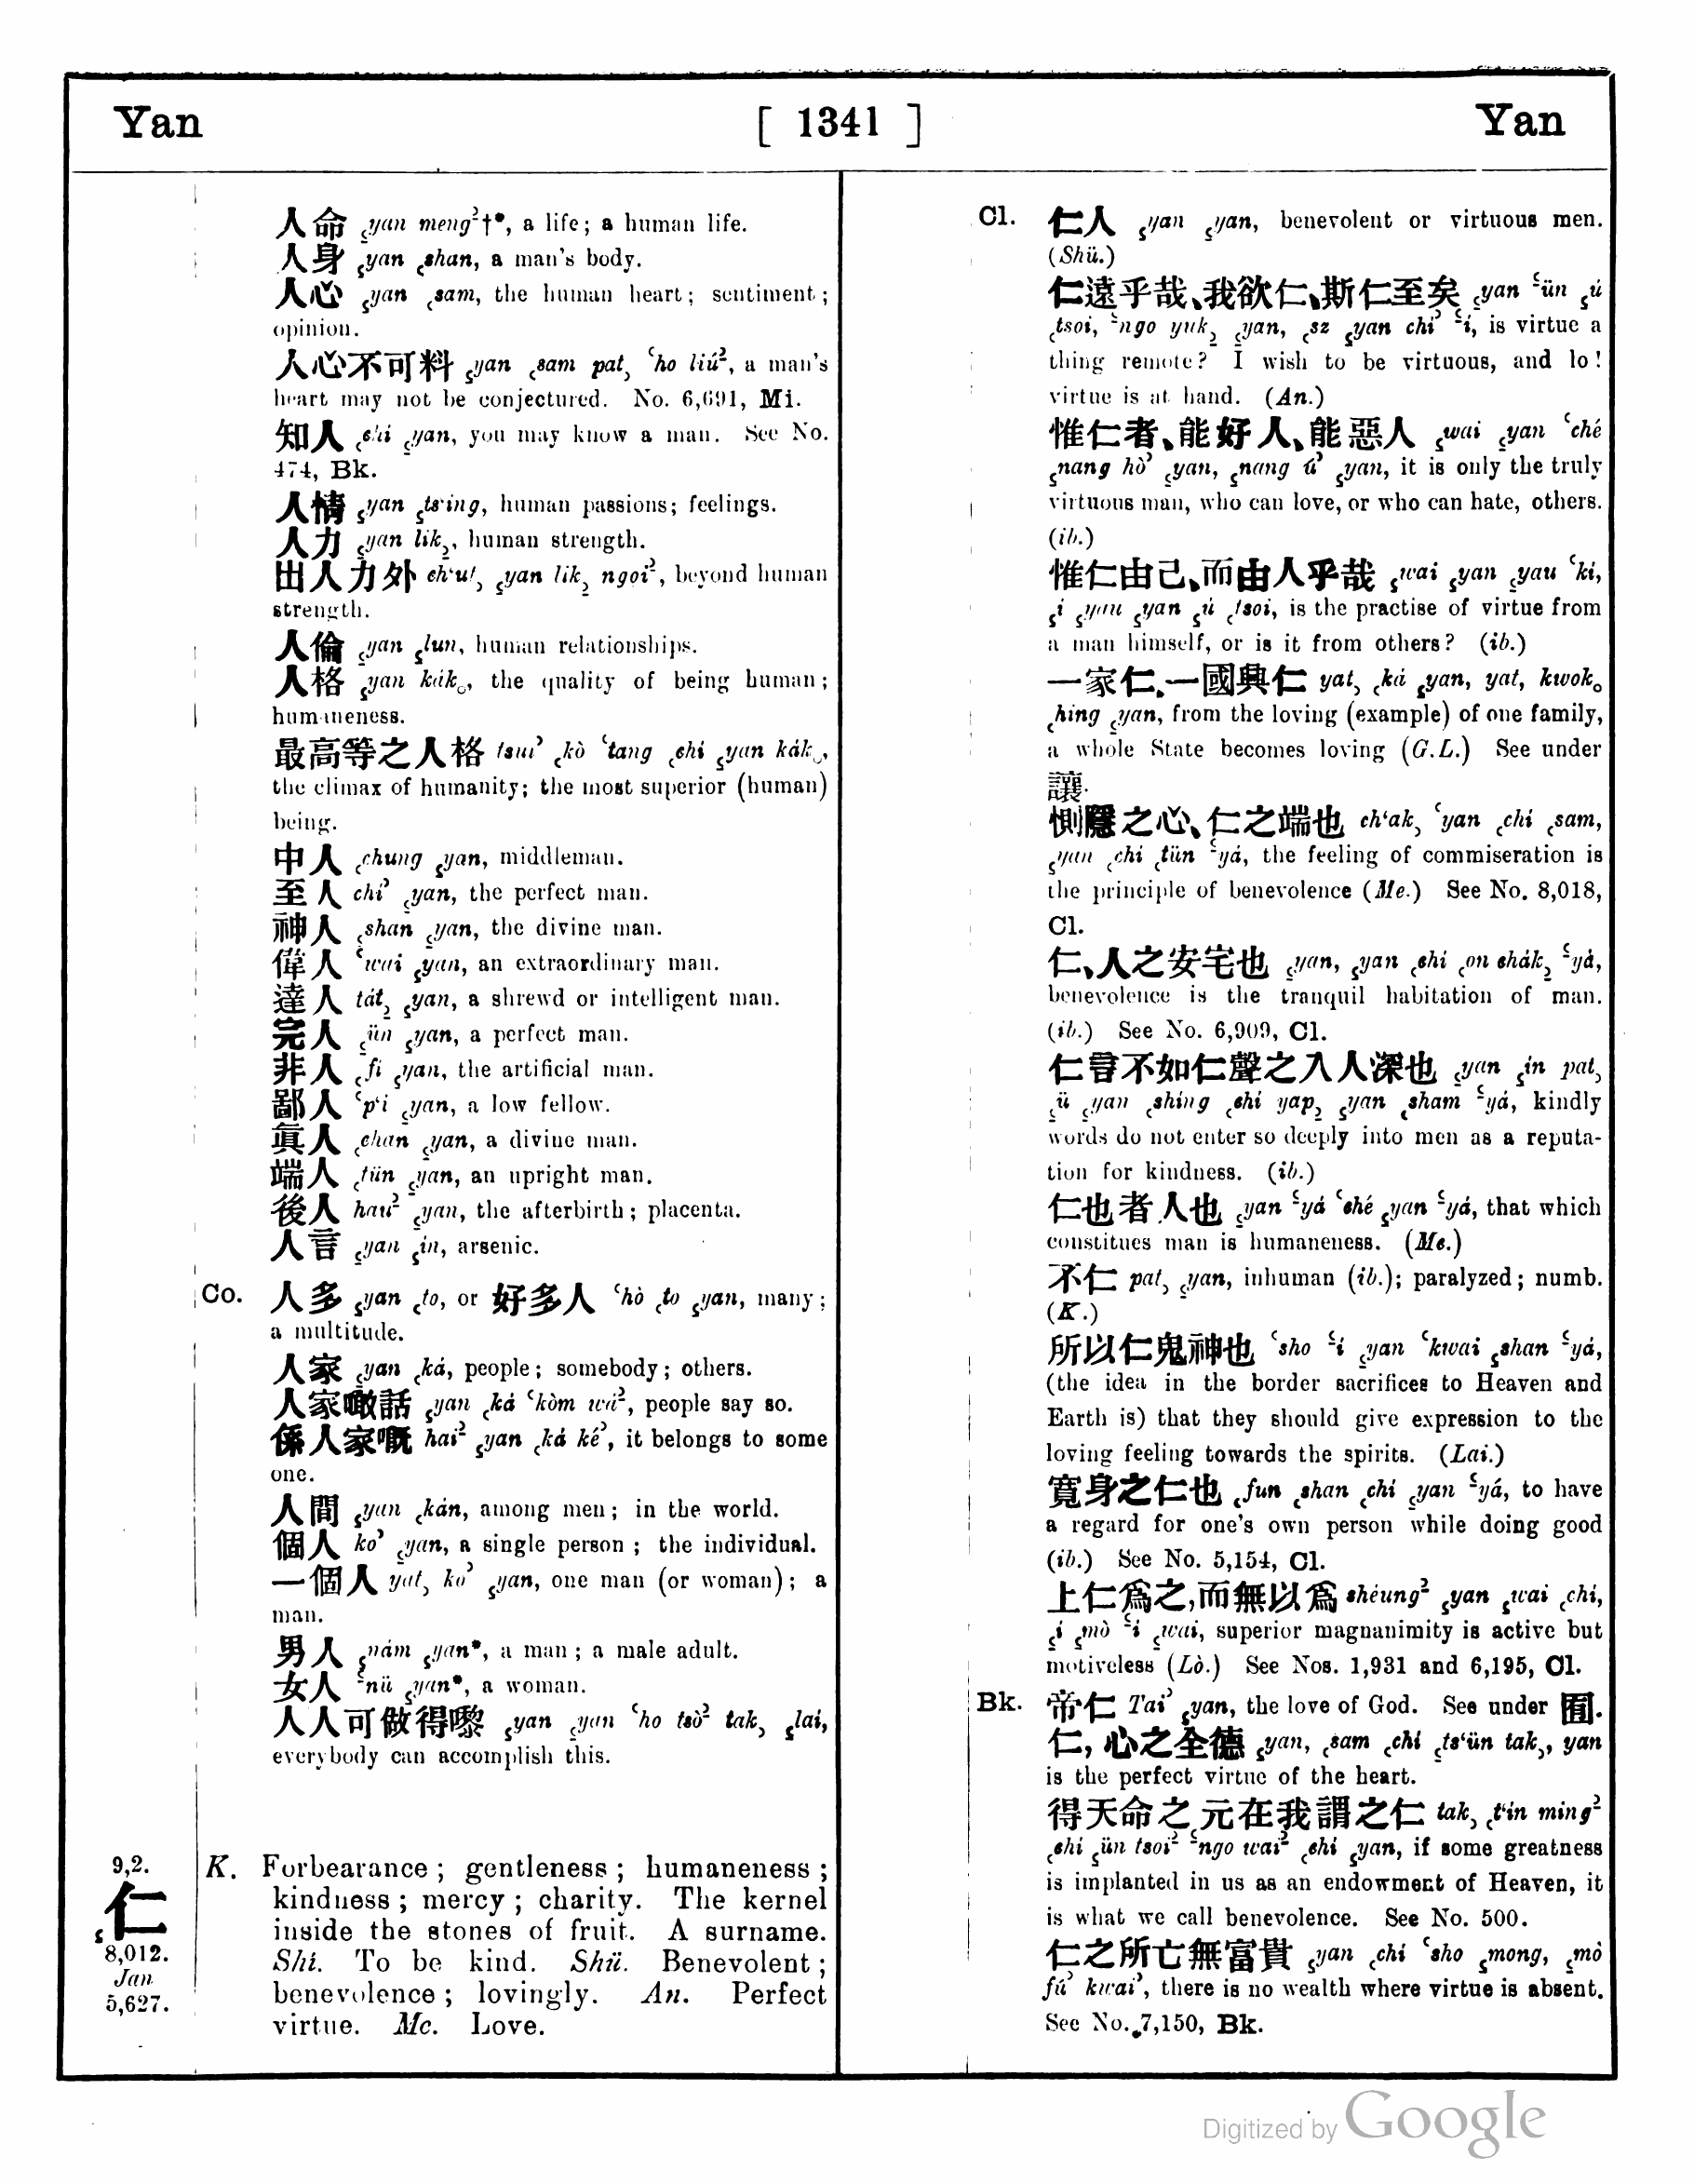 Yan [ 1341 ] Yan
人命 ꜁yan meng²†*, a life; a human life.
人身 ꜁yan ꜀shan, a man's body.
人心 ꜁yan ꜀sam, the human heart; sentiment;
opinion.
人心不可料 ꜁yan ꜀sam pat꜆ ꜂ho liú², a man's
heart may not be conjectured. No. 6,691, Mi.
知人 ꜀chi ꜁yan, you may know a man. See No.
474, Bk.
人情 ꜁yan ꜁ts‘ing, human passions; feelings.
人力 ꜁yan lik꜇, human strength.
出人力外 ch‘ut꜆ ꜁yan lik꜇ ngoi², beyond human
strength.
人倫 ꜁yan ꜁lun, human relationships.
人格 ꜁yan kák꜀, the quality of being human;
humaneness.
最高等之人格 tsui꜄ ꜀kò ꜂tang ꜀chi ꜁yan kák꜀,
the climax of humanity; the most superior (human)
being.
中人 ꜀chung ꜁yan, middleman.
至人 chi꜄ ꜁yan, the perfect man.
神人 ꜁shan ꜁yan, the divine man.
偉人 ꜃wai ꜁yan, an extraordinary man.
達人 tát꜇ ꜁yan, a shrewd or intelligent man.
完人 ꜁ün ꜁yan, a perfect man.
非人 ꜀fi ꜁yan, the artificial man.
鄙人 ꜂p‘i ꜁yan, a low fellow.
眞人 ꜀chan ꜁yan, a divine man.
端人 ꜀tün ꜁yan, an upright man.
後人 hau² ꜁yan, the afterbirth; placenta.
人言 ꜁yan ꜁in, arsenic.
Co. 人多 ꜁yan ꜀to, or 好多人 ꜂hò ꜀to ꜁yan, many;
a multitude.
人家 ꜁yan ꜀ká, people; somebody; others.
人家噉話 ꜁yan ꜀ká ꜂kòm wá², people say so.
係人家嘅 hai² ꜁yan ꜀ká ké꜄, it belongs to some
one.
人間 ꜁yan ꜀kán, among men; in the world.
個人 ko꜄ ꜁yan, a single person; the individual.
一個人 yat꜆ ko꜄ ꜁yan, one man (or woman); a
man.
男人 ꜁nám ꜁yan*, a man; a male adult.
女人 ꜃nü ꜁yan*, a woman.
人人可做得嚟 ꜁yan ꜁yan ꜂ho tsò² tak꜆ ꜁lai,
everybody can accomplish this.
9,2.
꜁仁
8,012.
Jan
5,627.
K. Forbearance; gentleness; humaneness;
kindness; mercy; charity. The kernel
inside the stones of fruit. A surname.
Shi. To be kind. Shü. Benevolent;
benevolence; lovingly. An. Perfect
virtue. Me. Love.
Cl. 仁人 ꜁yan ꜁yan, benevolent or virtuous men.
(Shü.)
仁遠乎哉、我欲仁、斯仁至矣 ꜁yan ꜃ün ꜁ú
꜀tsoi, ꜃ngo yuk꜇ ꜁yan, ꜀sz ꜁yan chi꜄ ꜃i, is virtue a
thing remote? I wish to be virtuous, and lo!
virtue is at hand. (An.)
惟仁者、能好人、能惡人 ꜁wai ꜁yan ꜂ché
꜁nang hò꜄ ꜁yan, ꜁nang ú꜄ ꜁yan, it is only the truly
virtuous man, who can love, or who can hate, others.
(ib.)
惟仁由己、而由人乎哉 ꜁wai ꜁yan ꜁yau ꜂ki,
꜁i ꜁yau ꜁yan ꜁ú ꜀tsoi, is the practise of virtue from
a man himself, or is it from others? (ib.)
一家仁、一國興仁 yat꜆ ꜀ká ꜁yan, yat, kwok꜀
꜀hing ꜁yan, from the loving (example) of one family,
a whole State becomes loving (G.L.) See under
讓.
惻隱之心、仁之端也 ch‘ak꜆ ꜂yan ꜀chi ꜀sam,
꜁yan ꜀chi ꜀tün ꜃yá, the feeling of commiseration is
the principle of benevolence (Me.) See No. 8,018,
Cl.
仁、人之安宅也 ꜁yan, ꜁yan ꜀chi ꜀on chák꜇ ꜃yá,
benevolence is the tranquil habitation of man.
(ib.) See No. 6,909, Cl.
仁言不如仁聲之入人深也 ꜁yan ꜁in pat꜆
꜁ü ꜁yan ꜀shing ꜀chi yap꜇ ꜁yan ꜀sham ꜃yá, kindly
words do not enter so deeply into men as a reputa-
tion for kindness. (ib.)
仁也者人也 ꜁yan ꜃yá ꜂ché ꜁yan ꜃yá, that which
constitues man is humaneness. (Me.)
不仁 pat꜆ ꜁yan, inhuman (ib.); paralyzed; numb.
(K.)
所以仁鬼神也 ꜂sho ꜃i ꜁yan ꜂kwai ꜁shan ꜃yá,
(the idea in the border sacrifices to Heaven and
Earth is) that they should give expression to the
loving feeling towards the spirits. (Lai.)
寛身之仁也 ꜀fun ꜀shan ꜀chi ꜁yan ꜃yá, to have
a regard for one's own person while doing good
(ib.) See No. 5,154, Cl.
上仁爲之,而無以爲 shéung² ꜁yan ꜁wai ꜀chi,
꜁i ꜁mò ꜃i ꜁wai, superior magnanimity is active but
motiveless (Lò.) See Nos. 1,931 and 6,195, Cl.
Bk. 帝仁 Tai꜄ ꜁yan, the love of God. See under 囿.
仁, 心之全德 ꜁yan, ꜀sam ꜀chi ꜁ts‘ün tak꜆, yan
is the perfect virtue of the heart.
得天命之元在我謂之仁 tak꜆ ꜀t‘in ming²
꜀chi ꜁ün tsoi² ꜃ngo wai² ꜀chi ꜁yan, if some greatness
is implanted in us as an endowment of Heaven, it
is what we call benevolence. See No. 500.
仁之所亡無富貴 ꜁yan ꜀chi ꜂sho ꜁mong, ꜁mò
fú꜄ kwai꜄, there is no wealth where virtue is absent.
See No. 7,150, Bk.
Digitized by Google